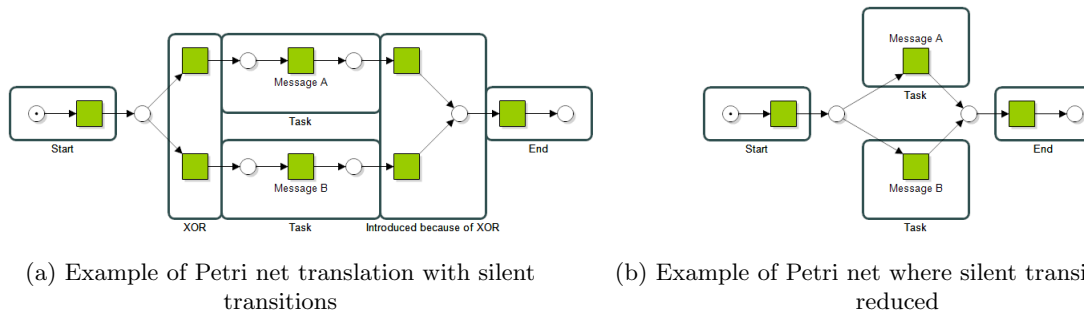 Message A
Task
Start
End
Message B
XOR
Task
Introduced because of XOR
(a) Example of Petri net translation with silent
transitions
Message A
Task
Start
End
Message B
Task
(b) Example of Petri net where silent transi
reduced